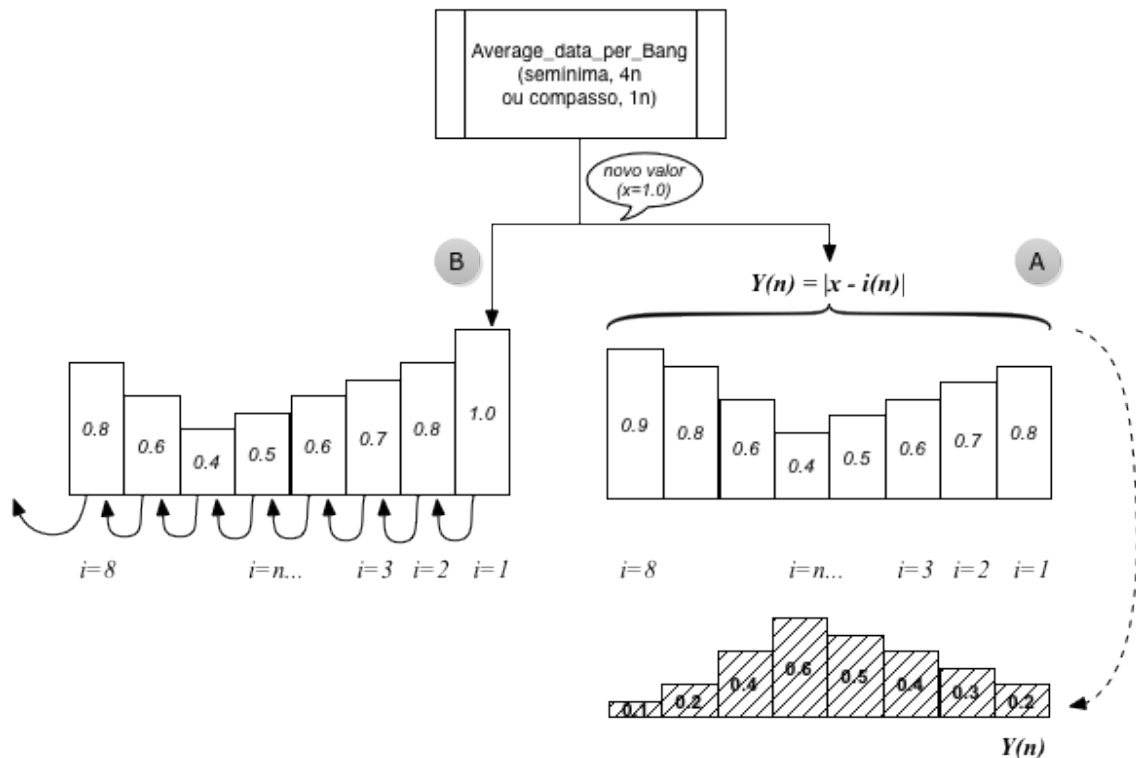 Average_data_per_Bang
(seminima, 4n
ou compasso, 1n)
novo valor
(x=1.0)
B
A
Y(n) = |x - i(n)|
0.8 0.6 0.4 0.5 0.6 0.7 0.8 1.0
i=8 i=n... i=3 i=2 i=1
0.9 0.8 0.6 0.4 0.5 0.6 0.7 0.8
i=8 i=n... i=3 i=2 i=1
0.1 0.2 0.4 0.6 0.5 0.4 0.3 0.2
Y(n)